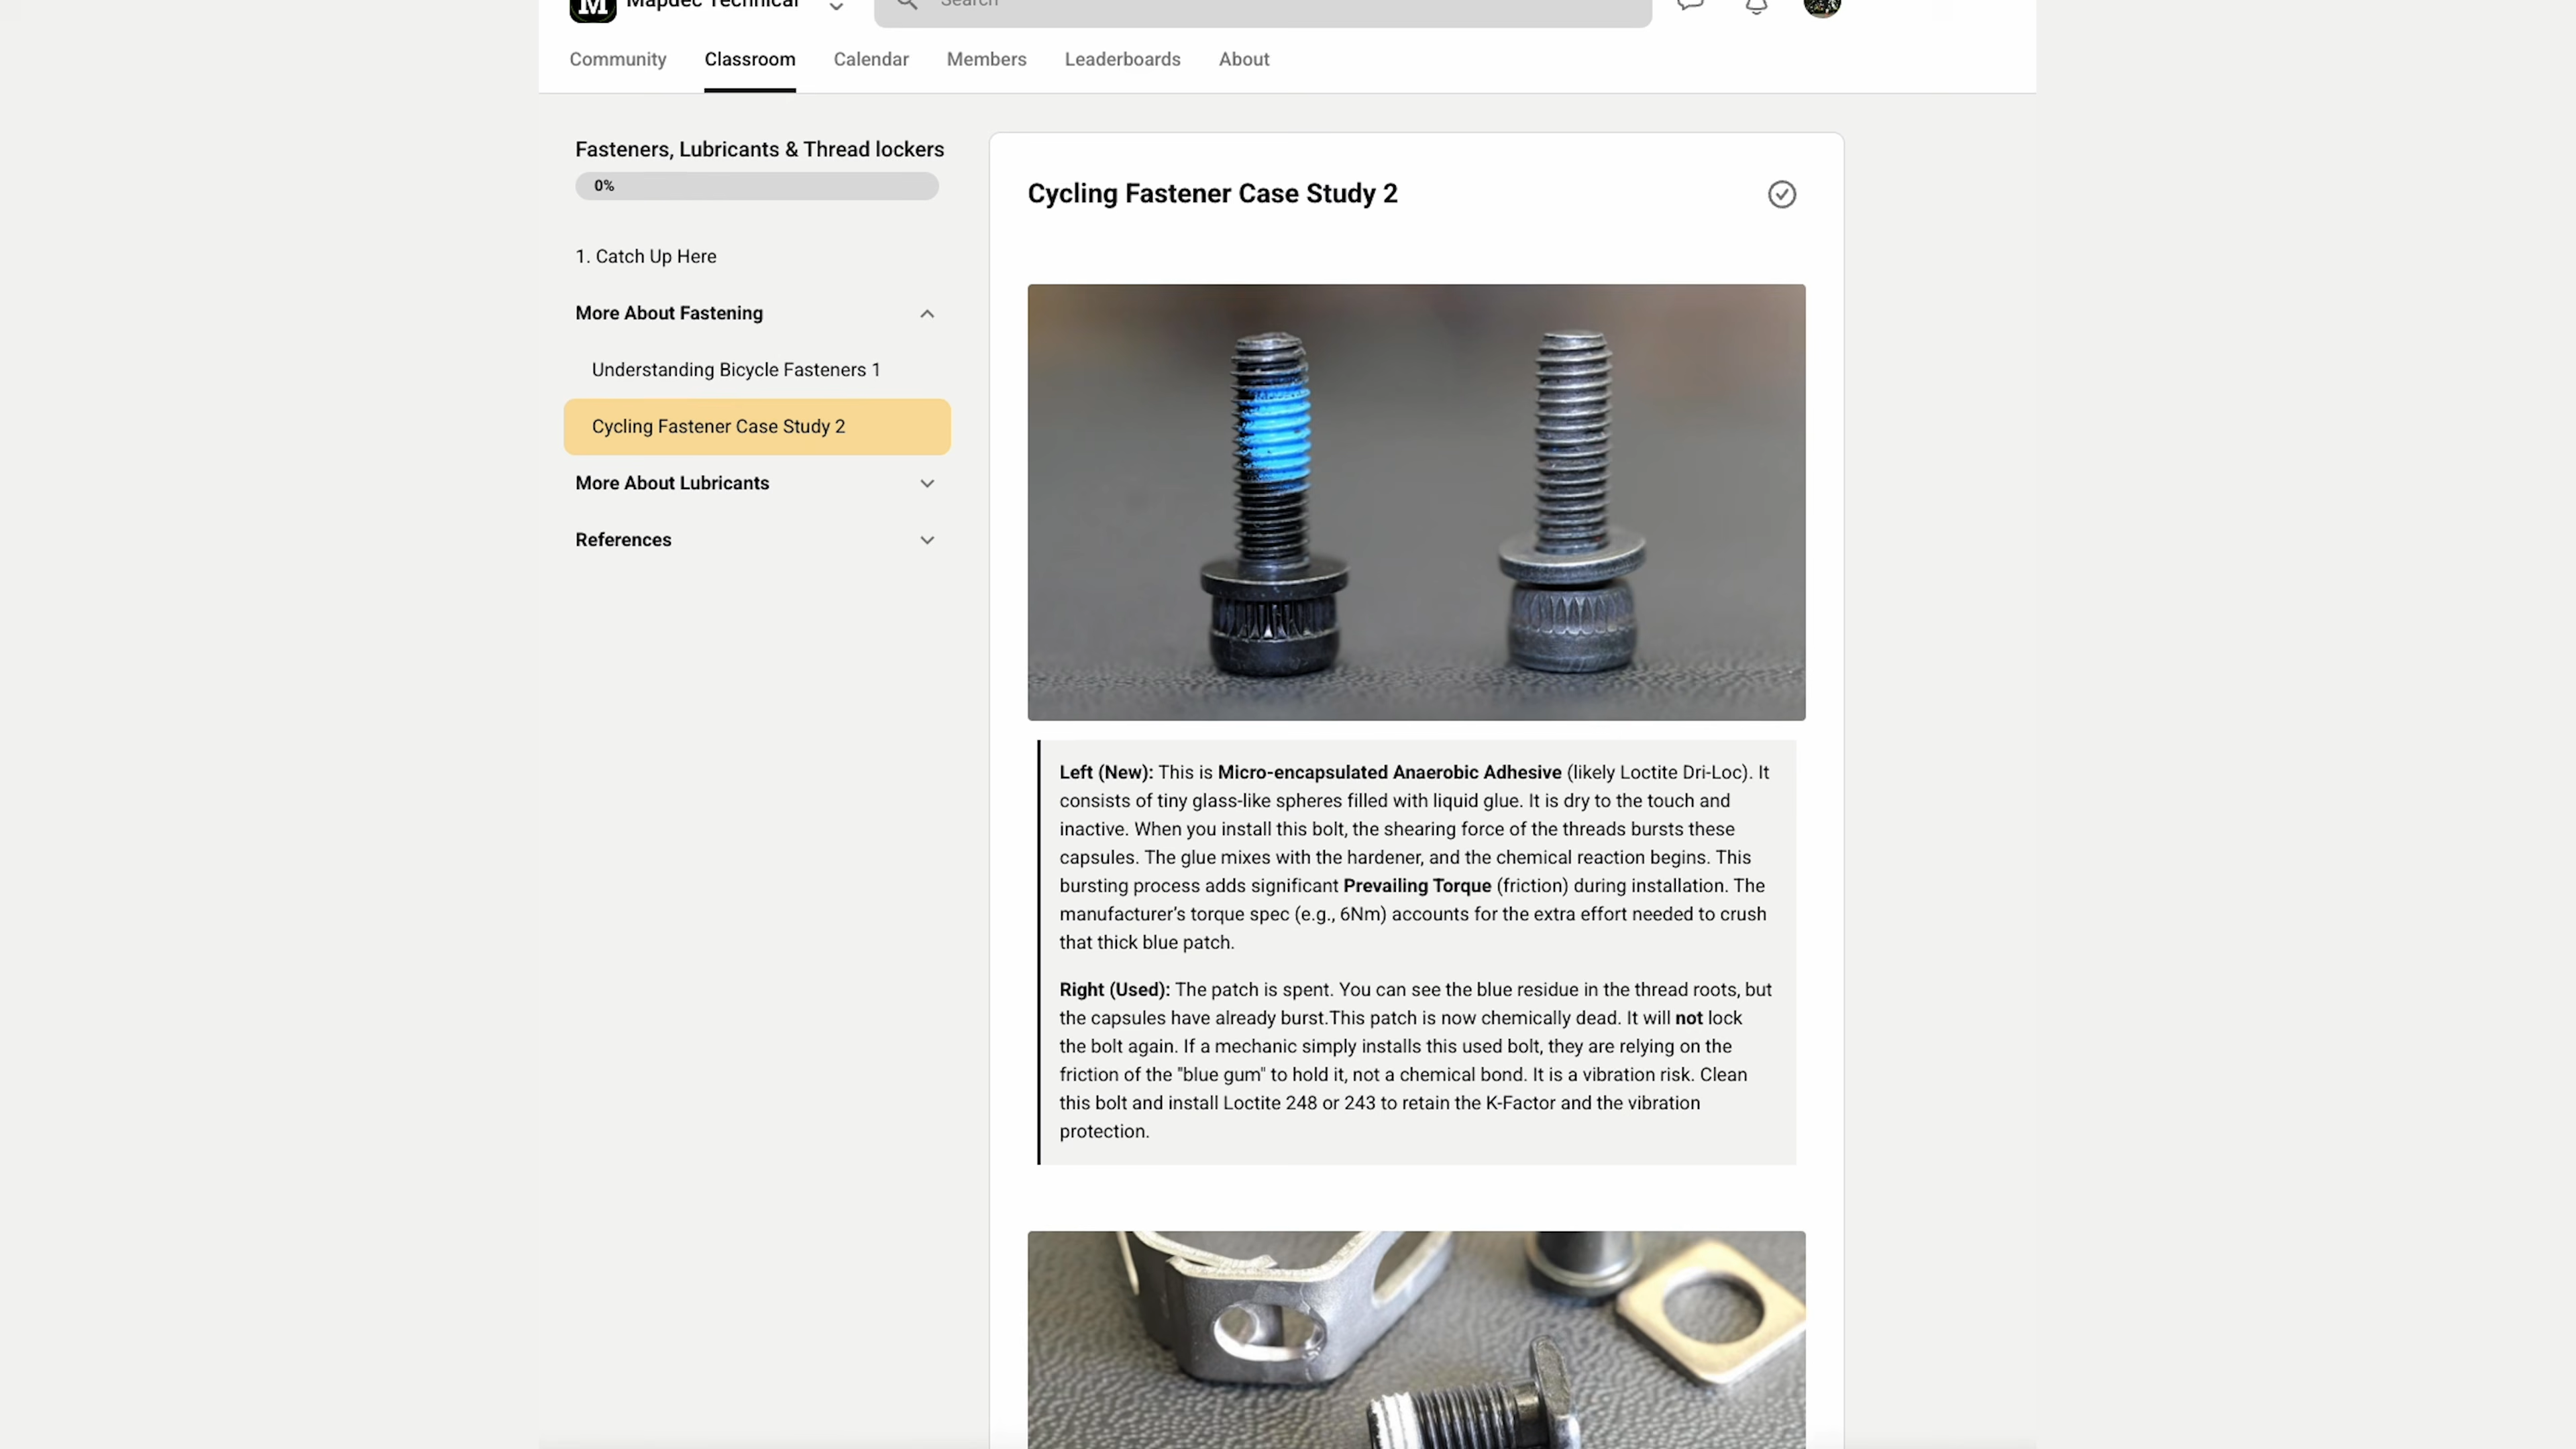 M Mapdec Technical
Search
Community Classroom Calendar Members Leaderboards About
Fasteners, Lubricants & Thread lockers
0%
1. Catch Up Here
More About Fastening
Understanding Bicycle Fasteners 1
Cycling Fastener Case Study 2
More About Lubricants
References
Cycling Fastener Case Study 2
Left (New): This is Micro-encapsulated Anaerobic Adhesive (likely Loctite Dri-Loc). It
consists of tiny glass-like spheres filled with liquid glue. It is dry to the touch and
inactive. When you install this bolt, the shearing force of the threads bursts these
capsules. The glue mixes with the hardener, and the chemical reaction begins. This
bursting process adds significant Prevailing Torque (friction) during installation. The
manufacturer's torque spec (e.g., 6Nm) accounts for the extra effort needed to crush
that thick blue patch.
Right (Used): The patch is spent. You can see the blue residue in the thread roots, but
the capsules have already burst.This patch is now chemically dead. It will not lock
the bolt again. If a mechanic simply installs this used bolt, they are relying on the
friction of the "blue gum" to hold it, not a chemical bond. It is a vibration risk. Clean
this bolt and install Loctite 248 or 243 to retain the K-Factor and the vibration
protection.